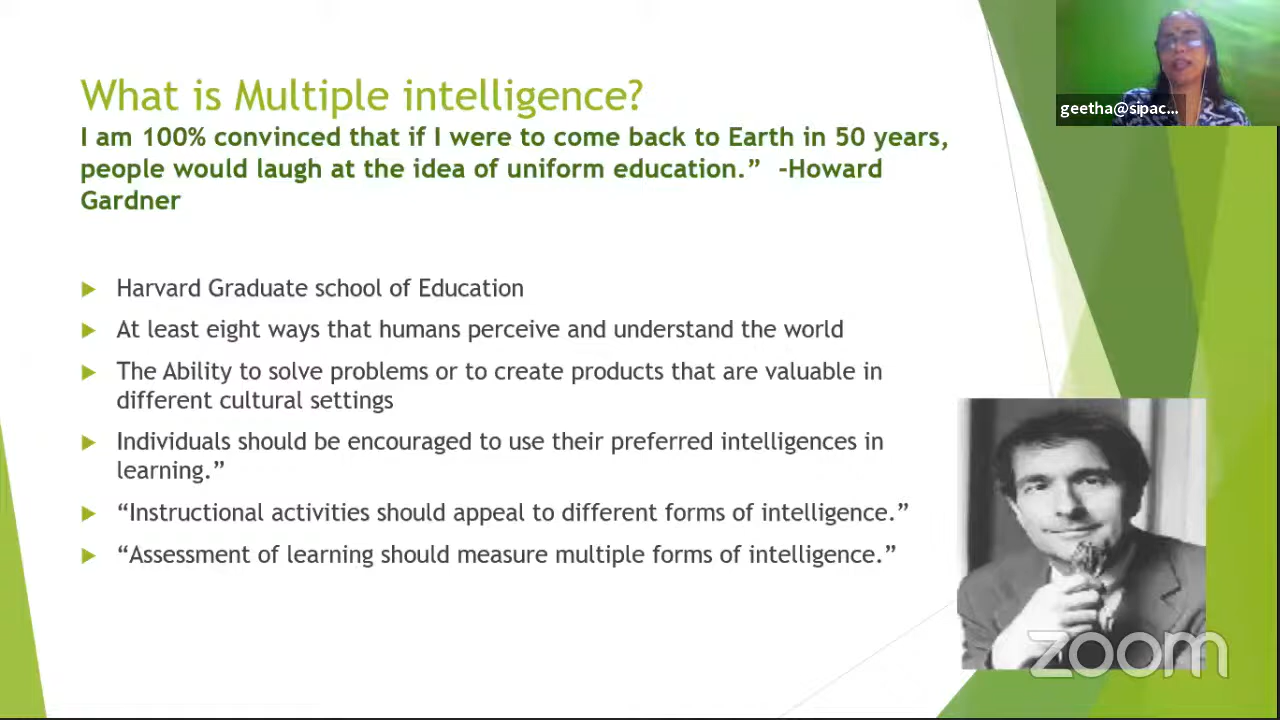 What is Multiple intelligence?
I am 100% convinced that if I were to come back to Earth in 50 years,
people would laugh at the idea of uniform education.”  -Howard
Gardner
Harvard Graduate school of Education
At least eight ways that humans perceive and understand the world
The Ability to solve problems or to create products that are valuable in
different cultural settings
Individuals should be encouraged to use their preferred intelligences in
learning.”
“Instructional activities should appeal to different forms of intelligence.”
“Assessment of learning should measure multiple forms of intelligence.”
geetha@sipac...
zoom